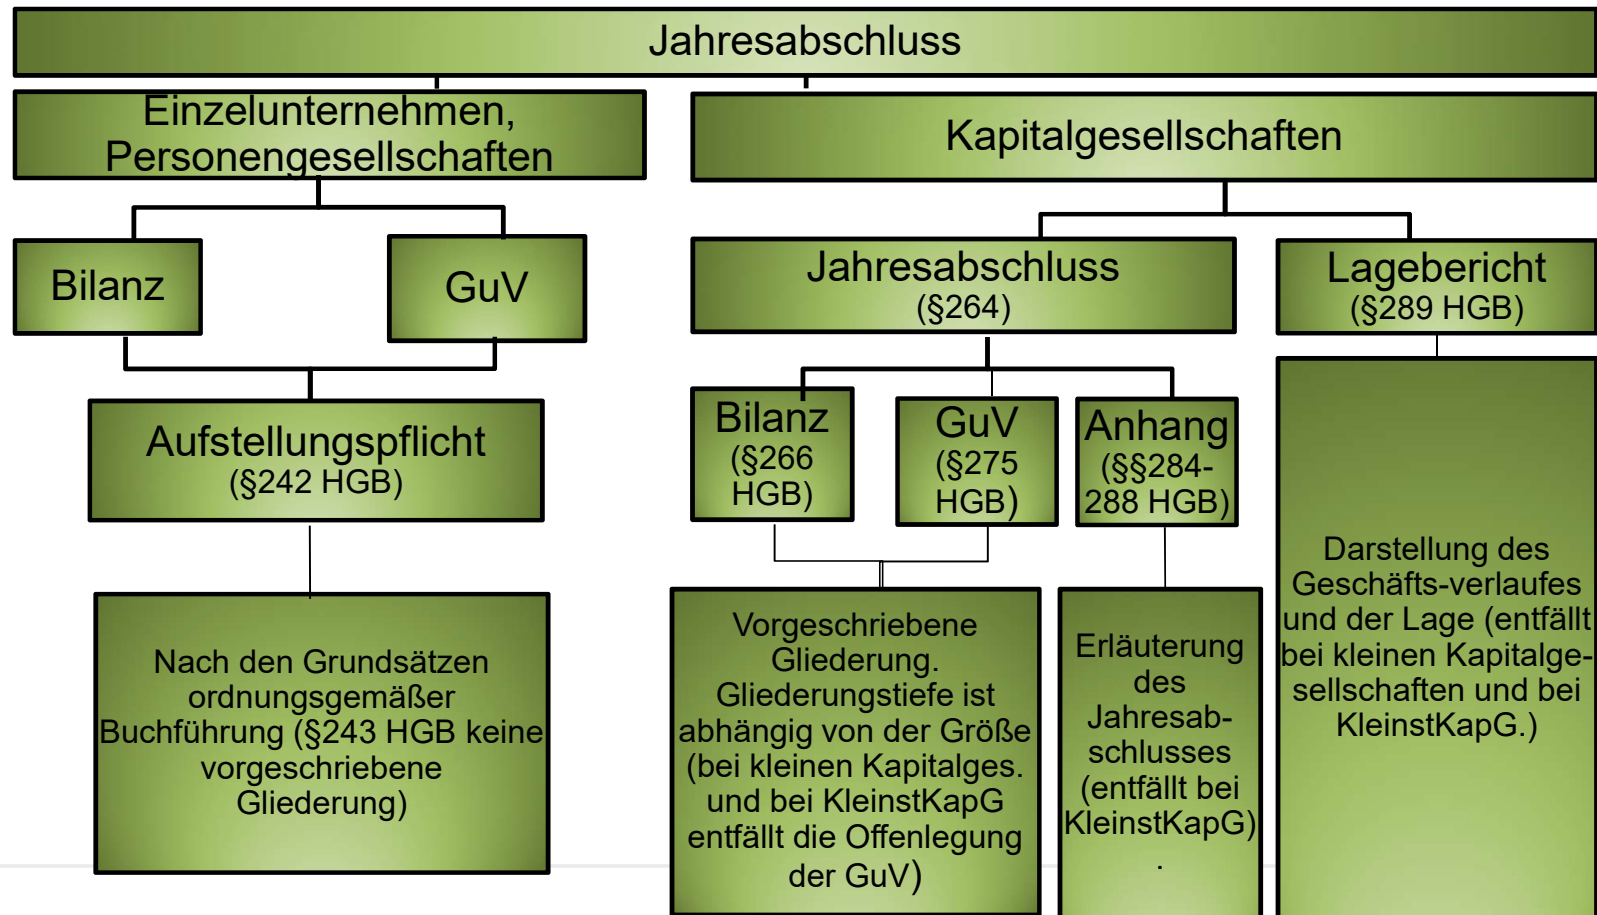 Jahresabschluss
Einzelunternehmen,
Personengesellschaften
Kapitalgesellschaften
Bilanz
GuV
Jahresabschluss
(§264)
Lagebericht
(§289 HGB)
Aufstellungspflicht
(§242 HGB)
Bilanz
(§266
HGB)
GuV
(§275
HGB)
Anhang
(§§284-
288 HGB)
Nach den Grundsätzen
ordnungsgemäßer
Buchführung (§243 HGB keine
vorgeschriebene
Gliederung)
Vorgeschriebene
Gliederung.
Gliederungstiefe ist
abhängig von der Größe
(bei kleinen Kapitalges.
und bei KleinstKapG
entfällt die Offenlegung
der GuV)
Erläuterung
des
Jahresab-
schlusses
(entfällt bei
KleinstKapG)
.
Darstellung des
Geschäfts-verlaufes
und der Lage (entfällt
bei kleinen Kapitalge-
sellschaften und bei
KleinstKapG.)